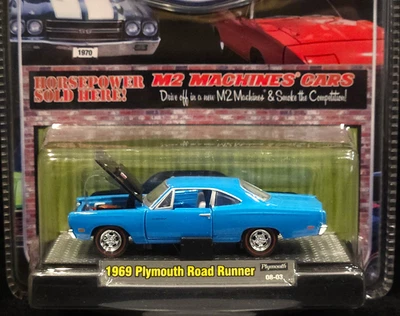 1970
HORSEPOWER
SOLD HERE!
M2 MACHINES' CARS
Drive off in a new M2 Machines® & Smoke the Competition!
1969 Plymouth Road Runner
Plymouth
08-03